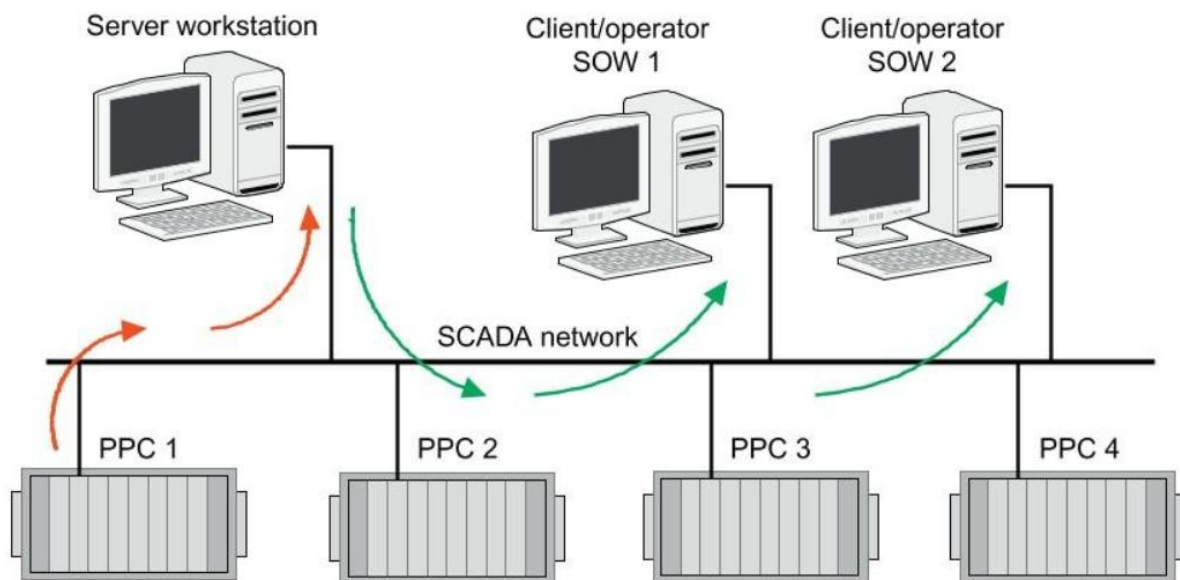 Server workstation
Client/operator
SOW 1
Client/operator
SOW 2
SCADA network
PPC 1
PPC 2
PPC 3
PPC 4